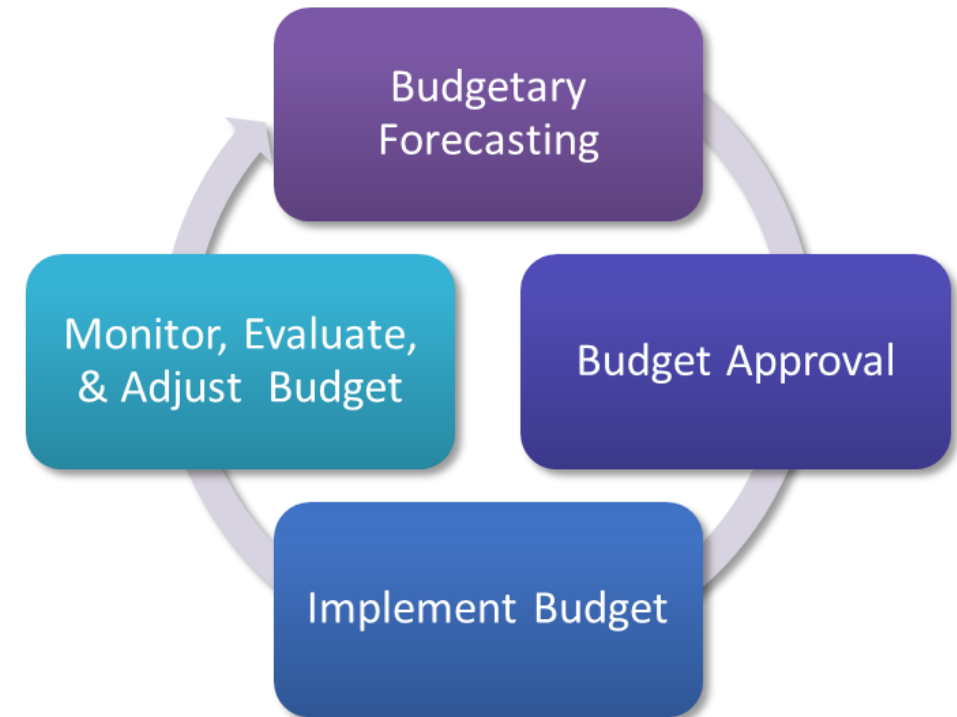 Budgetary
Forecasting
Budget Approval
Implement Budget
Monitor, Evaluate,
& Adjust  Budget